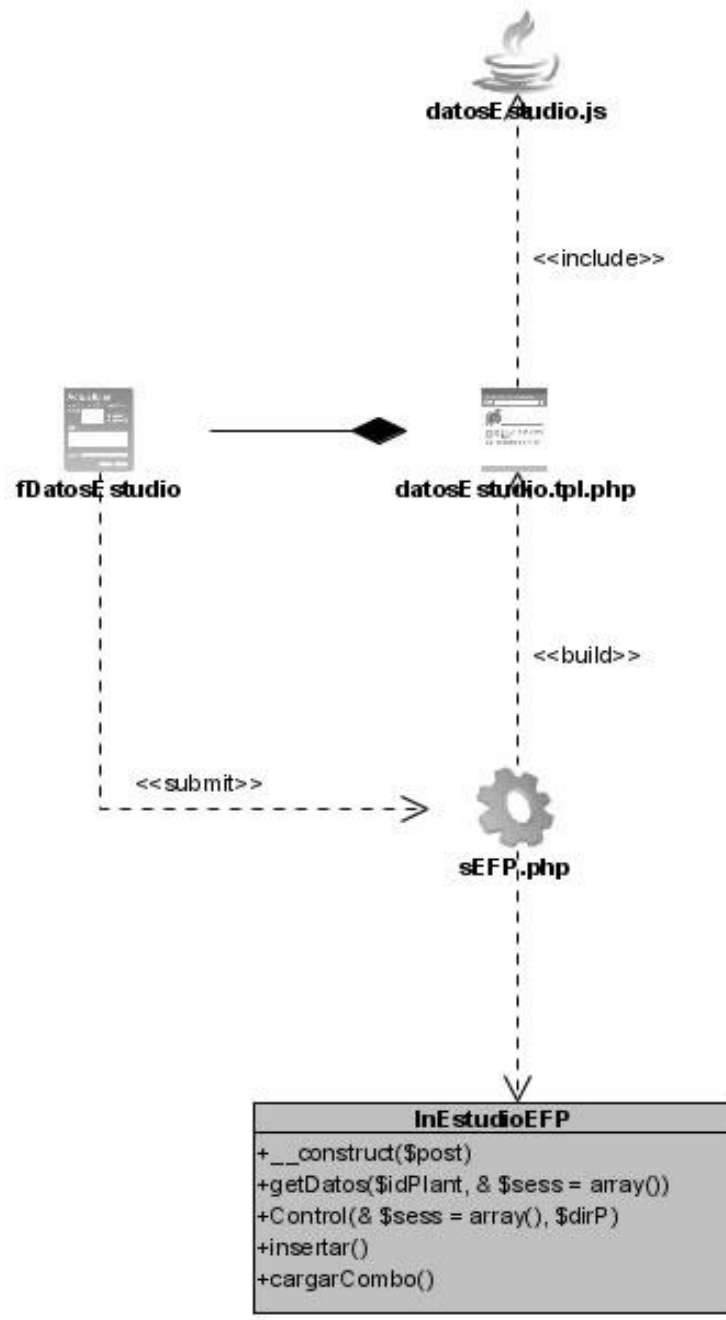 datosEstudio.js
<<include>>
fDatosEstudio
datosEstudio.tpl.php
<<build>>
<<submit>>
sEFP.php
InEstudioEFP
+__construct($post)
+getDatos($idPlant, & $sess = array())
+Control(& $sess = array(), $dirP)
+insertar()
+cargarCombo()